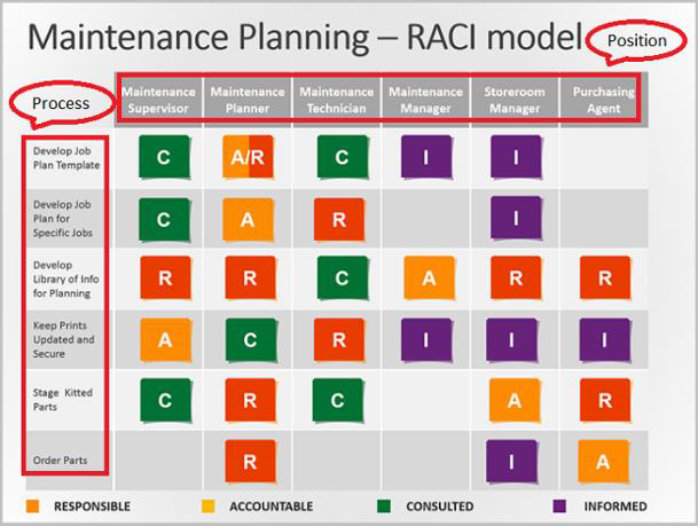 Maintenance Planning – RACI model
Position
Process
Maintenance Supervisor
Maintenance Planner
Maintenance Technician
Maintenance Manager
Storeroom Manager
Purchasing Agent
Develop Job
Plan Template
C
A/R
C
I
I
Develop Job
Plan for
Specific Jobs
C
A
R
I
Develop
Library of Info
for Planning
R
R
C
A
R
R
Keep Prints
Updated and
Secure
A
C
R
I
I
I
Stage Kitted
Parts
C
R
C
A
R
Order Parts
R
I
A
RESPONSIBLE
ACCOUNTABLE
CONSULTED
INFORMED